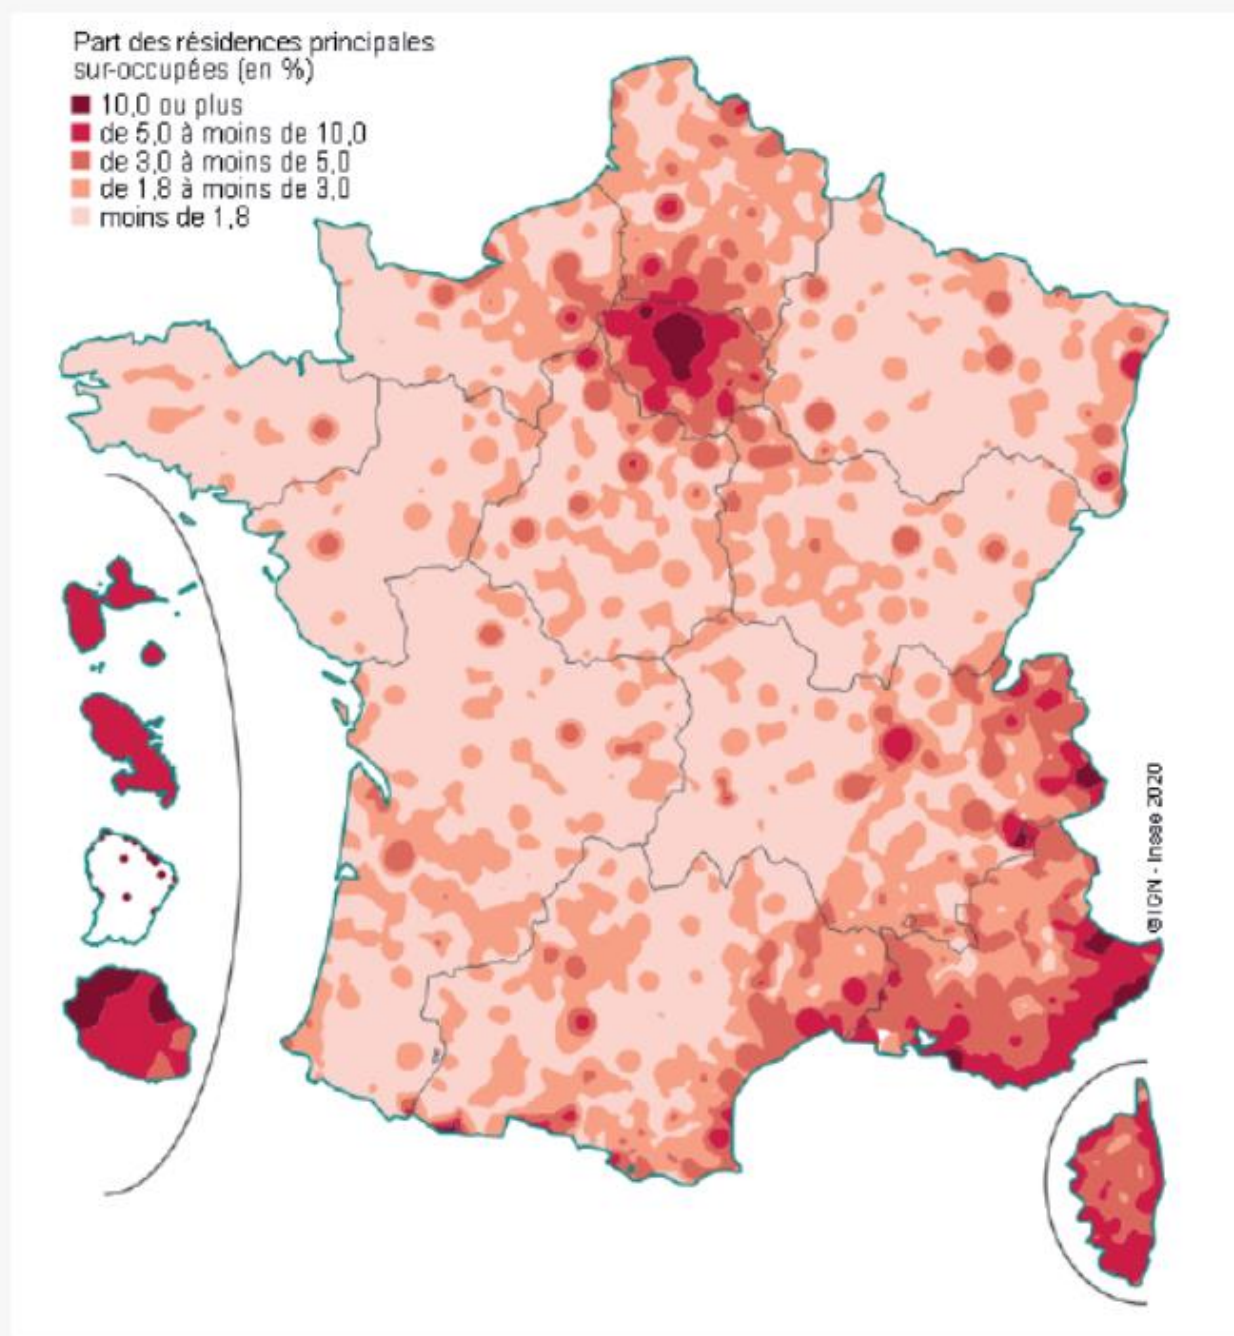 Part des résidences principales
sur-occupées (en %)
10,0 ou plus
de 5,0 à moins de 10,0
de 3,0 à moins de 5,0
de 1,8 à moins de 3,0
moins de 1,8
©IGN - Insee 2020